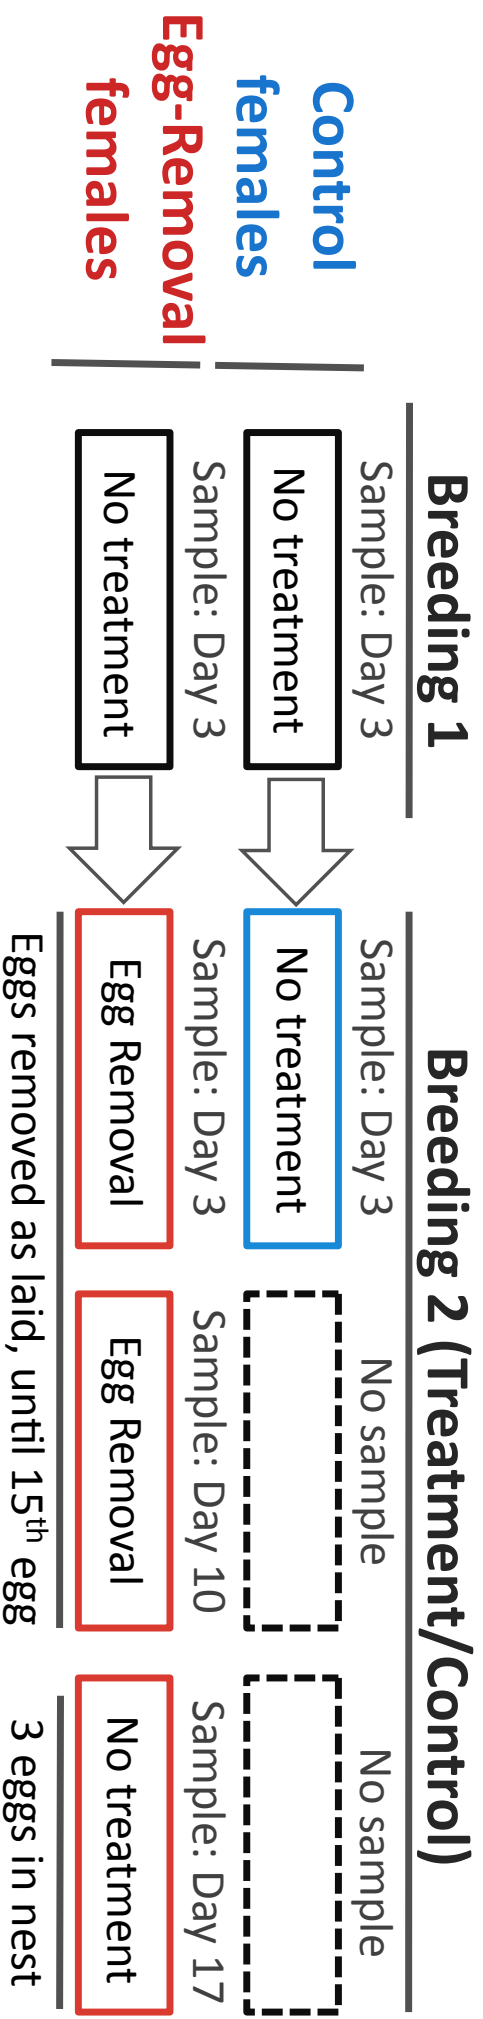 Breeding 1
Breeding 2 (Treatment/Control)
Control
females
Sample: Day 3
No treatment
Sample: Day 3
No treatment
No sample
No sample
Egg-Removal
females
Sample: Day 3
No treatment
Sample: Day 3
Egg Removal
Sample: Day 10
Egg Removal
Sample: Day 17
No treatment
Eggs removed as laid, until 15th egg
3 eggs in nest